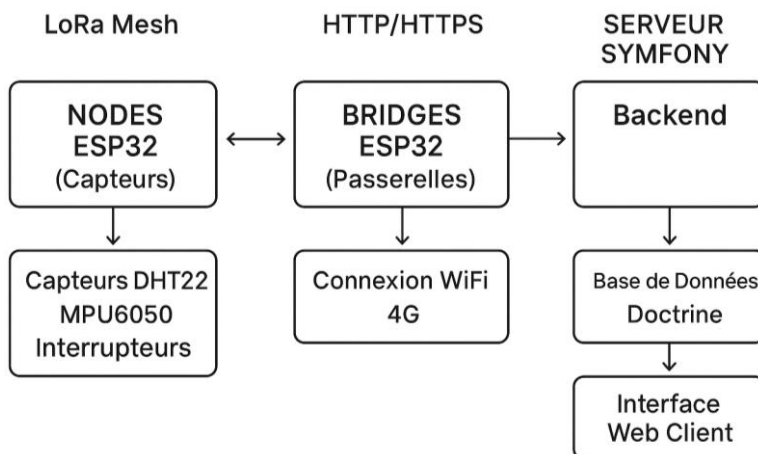 LoRa Mesh
HTTP/HTTPS
SERVEUR
SYMFONY
NODES
ESP32
(Capteurs)
BRIDGES
ESP32
(Passerelles)
Backend
Capteurs DHT22
MPU6050
Interrupteurs
Connexion WiFi
4G
Base de Données
Doctrine
Interface
Web Client